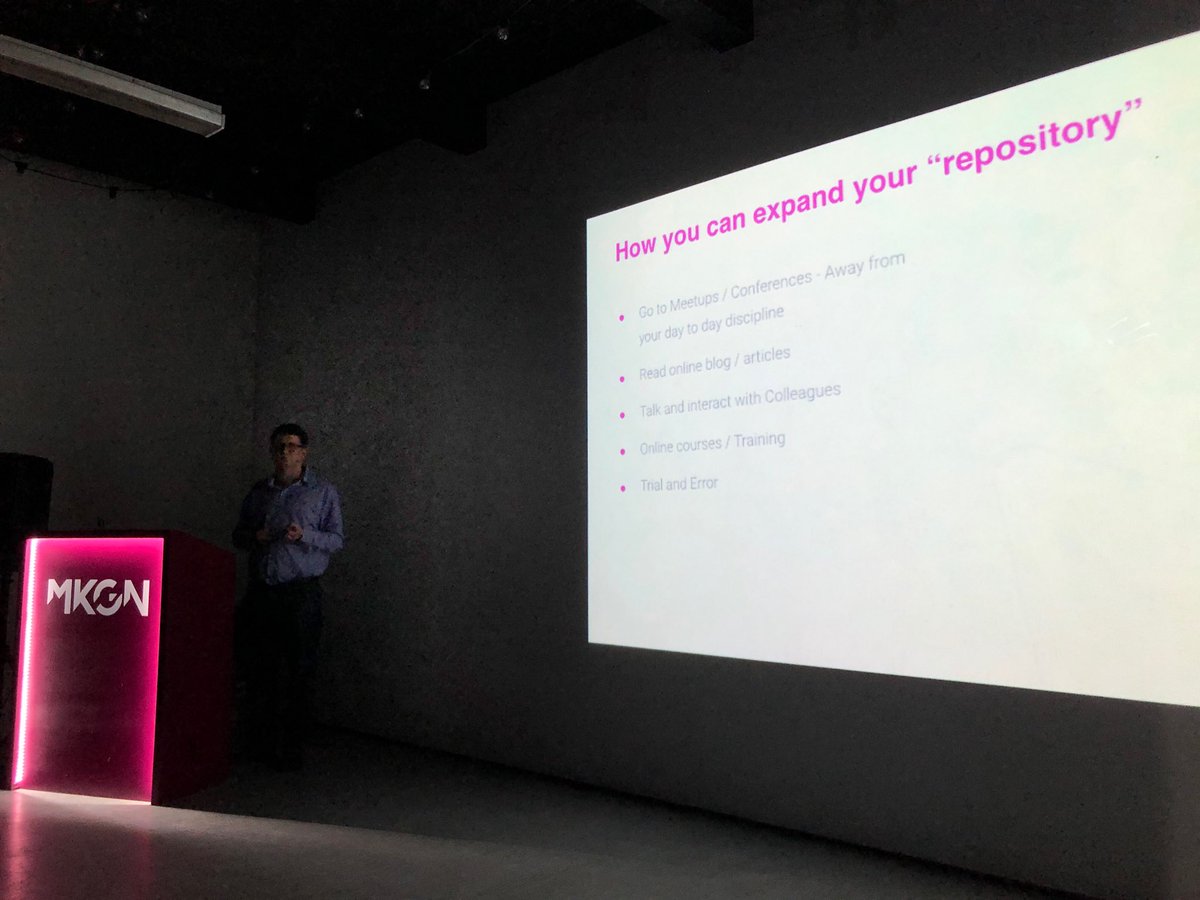 How you can expand your “repository”
Go to Meetups / Conferences - Away from
your day to day discipline
Read online blog / articles
Talk and interact with Colleagues
Online courses / Training
Trial and Error
MKGN